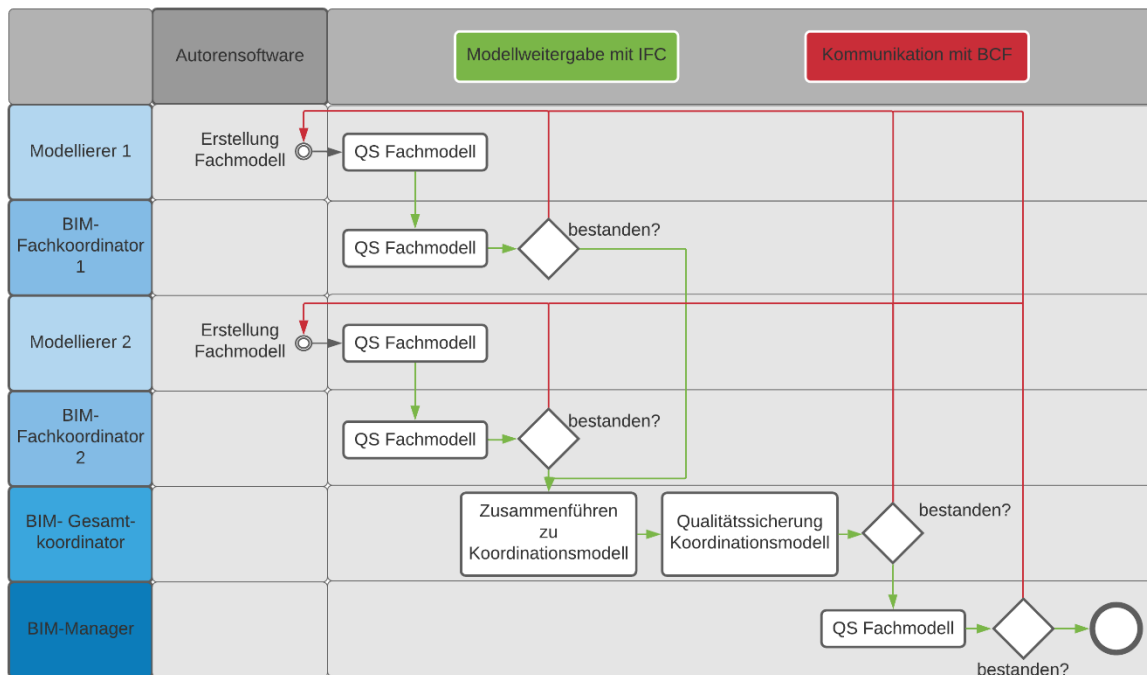 Autorensoftware
Modellweitergabe mit IFC
Kommunikation mit BCF
Modellierer 1
Erstellung
Fachmodell
QS Fachmodell
BIM-
Fachkoordinator
1
QS Fachmodell
bestanden?
Modellierer 2
Erstellung
Fachmodell
QS Fachmodell
BIM-
Fachkoordinator
2
QS Fachmodell
bestanden?
BIM- Gesamt-
koordinator
Zusammenführen
zu
Koordinationsmodell
Qualitätssicherung
Koordinationsmodell
bestanden?
BIM-Manager
QS Fachmodell
bestanden?